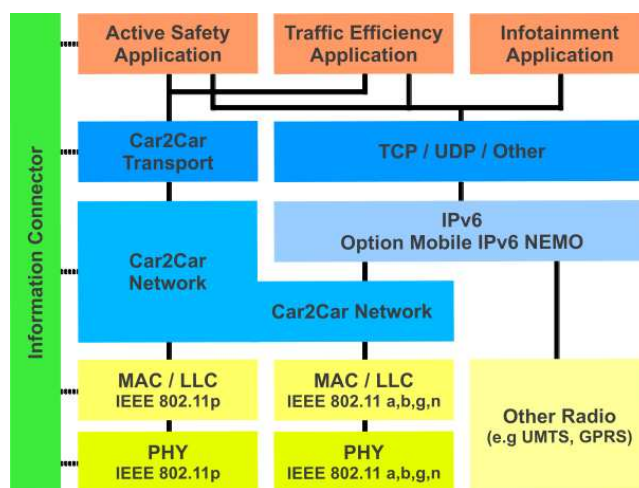 Information Connector
Active Safety
Application
Traffic Efficiency
Application
Infotainment
Application
Car2Car
Transport
TCP / UDP / Other
IPv6
Option Mobile IPv6 NEMO
Car2Car
Network
Car2Car Network
MAC / LLC
IEEE 802.11p
MAC / LLC
IEEE 802.11 a,b,g,n
Other Radio
(e.g UMTS, GPRS)
PHY
IEEE 802.11p
PHY
IEEE 802.11 a,b,g,n